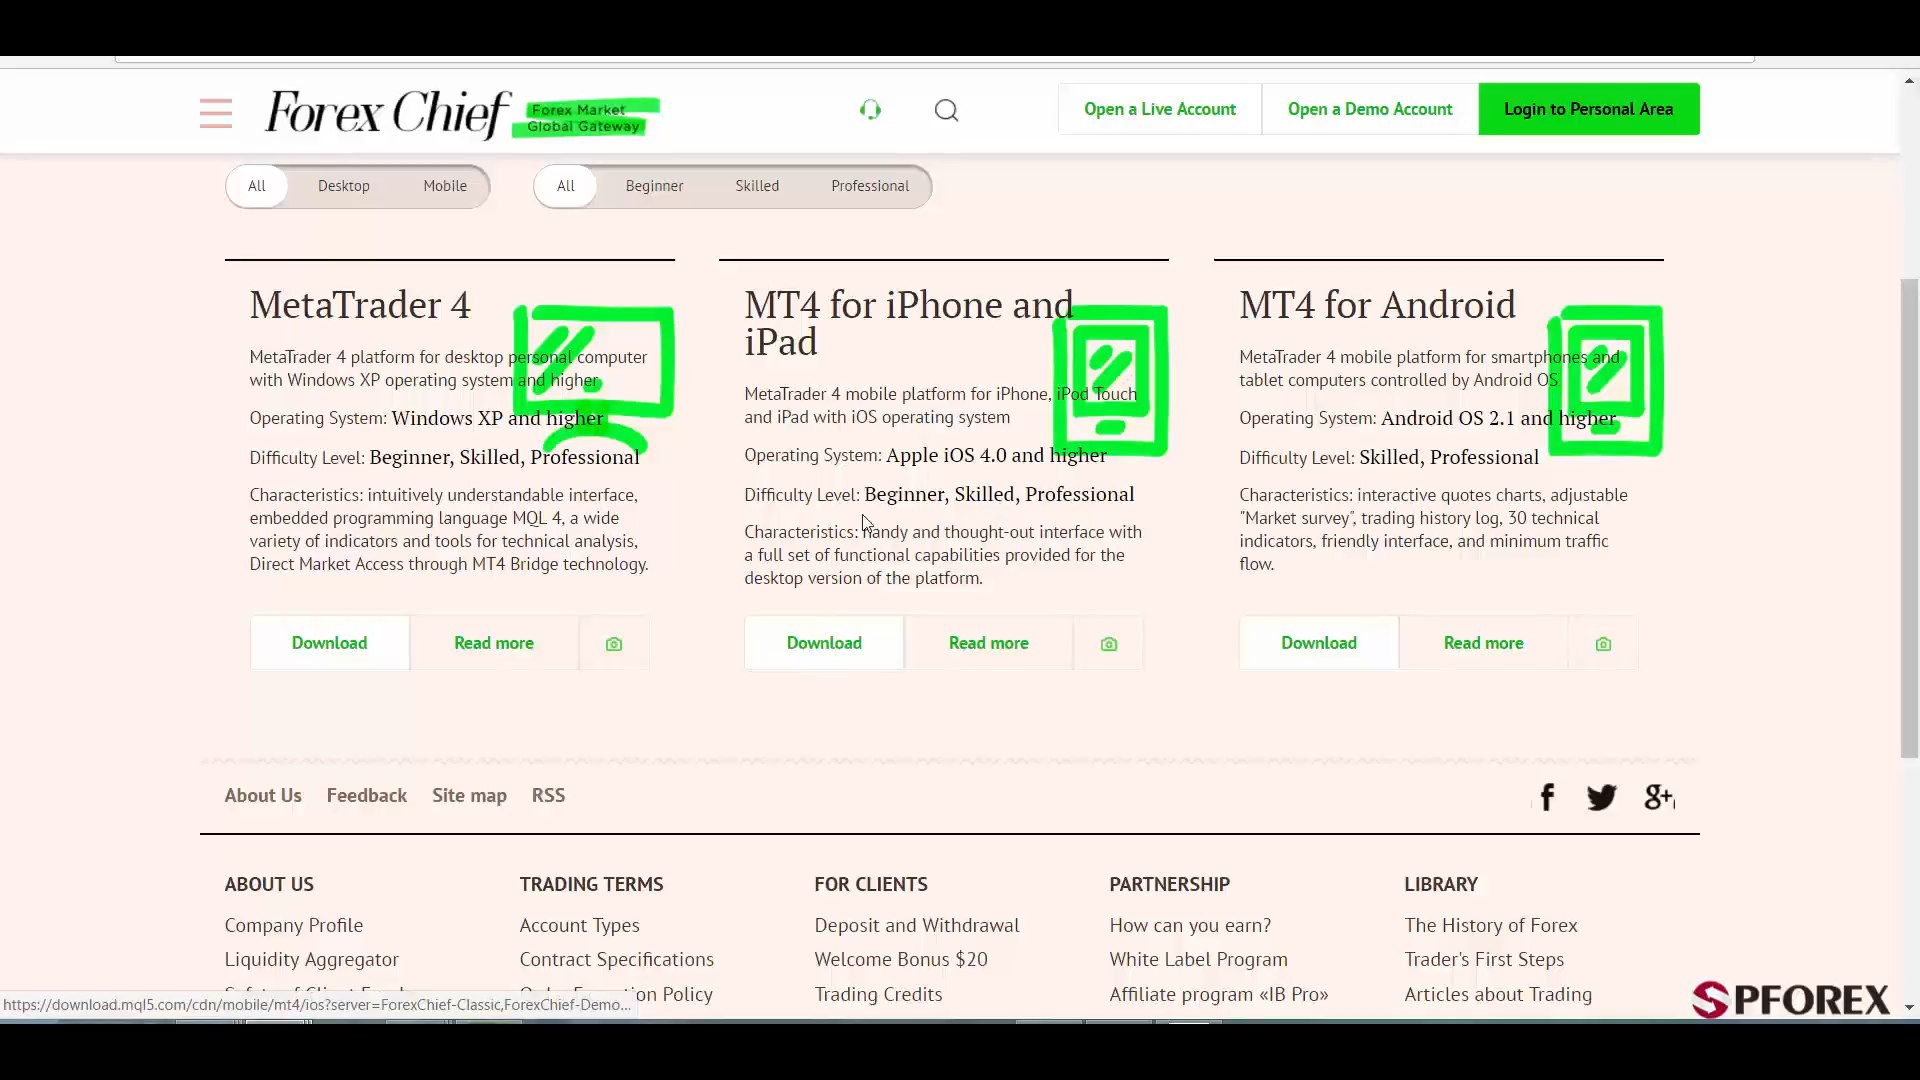 Forex Chief
Forex Market
Global Gateway
Open a Live Account
Open a Demo Account
Login to Personal Area
All
Desktop
Mobile
All
Beginner
Skilled
Professional
MetaTrader 4
MetaTrader 4 platform for desktop personal computer
with Windows XP operating system and higher
Operating System: Windows XP and higher
Difficulty Level: Beginner, Skilled, Professional
Characteristics: intuitively understandable interface,
embedded programming language MQL 4, a wide
variety of indicators and tools for technical analysis,
Direct Market Access through MT4 Bridge technology.
Download
Read more
MT4 for iPhone and
iPad
MetaTrader 4 mobile platform for iPhone, iPod Touch
and iPad with iOS operating system
Operating System: Apple iOS 4.0 and higher
Difficulty Level: Beginner, Skilled, Professional
Characteristics: handy and thought-out interface with
a full set of functional capabilities provided for the
desktop version of the platform.
Download
Read more
MT4 for Android
MetaTrader 4 mobile platform for smartphones and
tablet computers controlled by Android OS
Operating System: Android OS 2.1 and higher
Difficulty Level: Skilled, Professional
Characteristics: interactive quotes charts, adjustable
"Market survey", trading history log, 30 technical
indicators, friendly interface, and minimum traffic
flow.
Download
Read more
About Us
Feedback
Site map
RSS
f
g+
ABOUT US
Company Profile
Liquidity Aggregator
TRADING TERMS
Account Types
Contract Specifications
Policy
FOR CLIENTS
Deposit and Withdrawal
Welcome Bonus $20
Trading Credits
PARTNERSHIP
How can you earn?
White Label Program
Affiliate program «IB Pro»
LIBRARY
The History of Forex
Trader's First Steps
Articles about Trading
https://download.mql5.com/cdn/mobile/mt4/ios?server=ForexChief-Classic,ForexChief-Demo...
SPFOREX